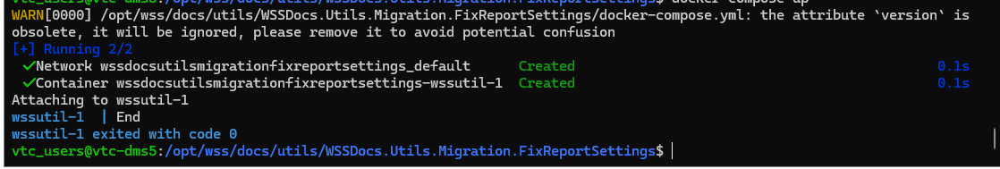 vtc_users@vtc-dms5:/opt/wss/docs/utils/WSSDocs.Utils.Migration.FixReportSettings$ docker-compose up
WARN[0000] /opt/wss/docs/utils/WSSDocs.Utils.Migration.FixReportSettings/docker-compose.yml: the attribute `version` is
obsolete, it will be ignored, please remove it to avoid potential confusion
[+] Running 2/2
✓Network wssdocsutilsmigrationfixreportsettings_default Created 0.1s
✓Container wssdocsutilsmigrationfixreportsettings-wssutil-1 Created 0.1s
Attaching to wssutil-1
wssutil-1 | End
wssutil-1 exited with code 0
vtc_users@vtc-dms5:/opt/wss/docs/utils/WSSDocs.Utils.Migration.FixReportSettings$